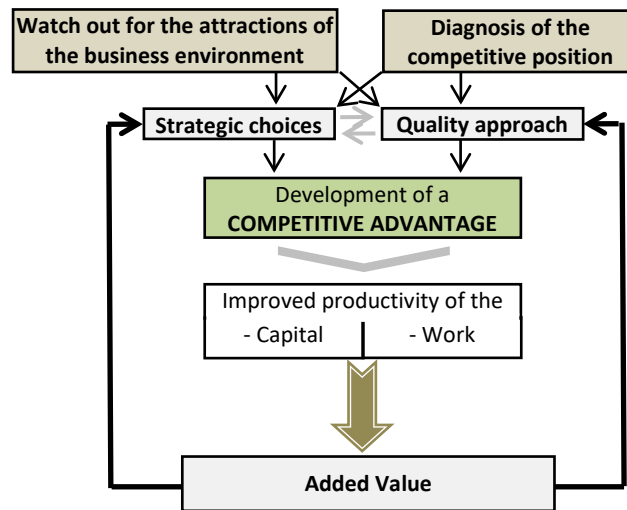 Watch out for the attractions of
the business environment
Diagnosis of the
competitive position
Strategic choices
Quality approach
Development of a
COMPETITIVE ADVANTAGE
Improved productivity of the
- Capital
- Work
Added Value